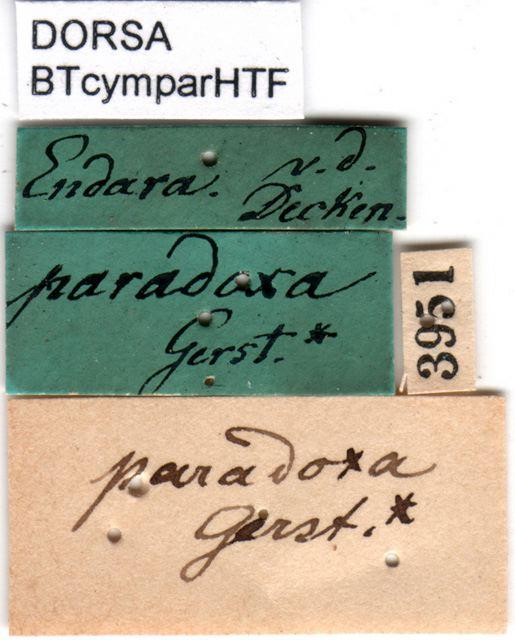 DORSA
BTcymparHTF
Endara. v. d.
Decken.
paradoxa
Gerst.*
3951
paradoxa
Gerst.*